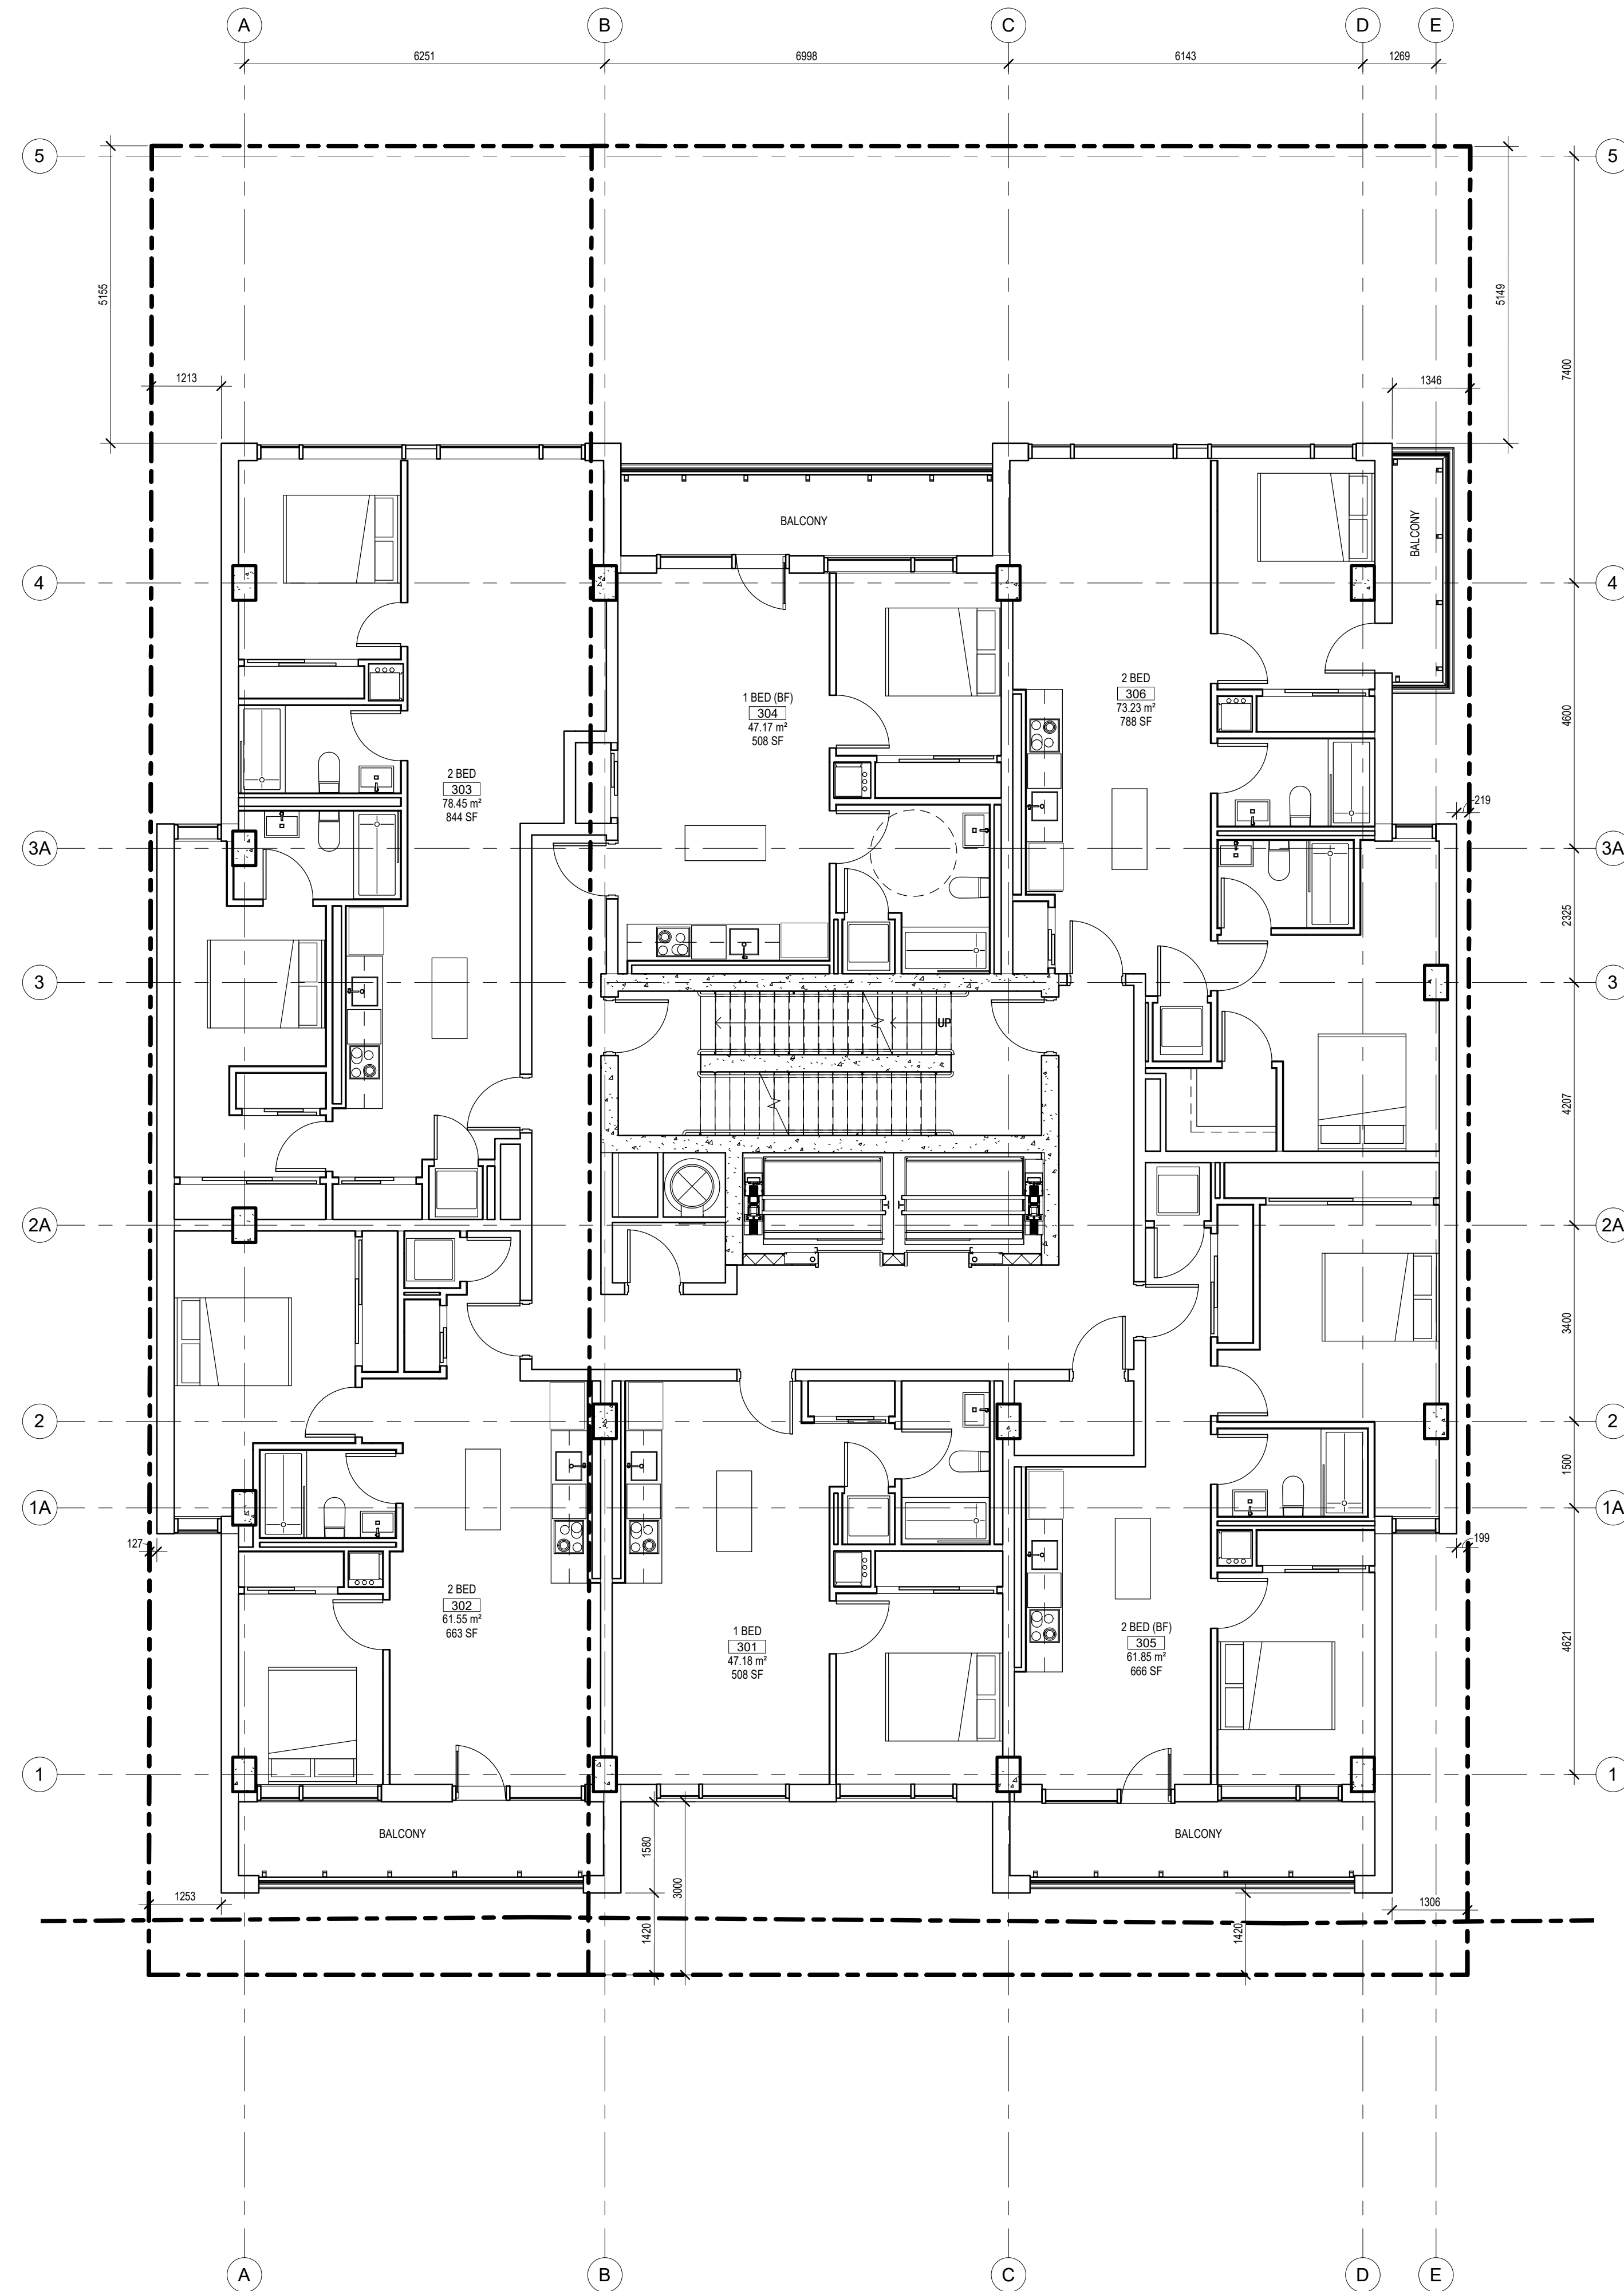 A B C D E
6251 6998 6143 1269
5 5
5155 5149
7400
1213 1346
BALCONY
BALCONY
4 4
4600
1 BED (BF)
304
47.17 m²
508 SF
2 BED
306
73.23 m²
788 SF
2 BED
303
78.45 m²
844 SF
219
3A 3A
2325
3 3
UP
4207
2A 2A
3400
2 2
1500
1A 1A
127 199
2 BED
302
61.55 m²
663 SF
1 BED
301
47.18 m²
508 SF
2 BED (BF)
305
61.85 m²
666 SF
4621
1 1
BALCONY
BALCONY
1580
3000
1253 1306
1420 1420
A B C D E